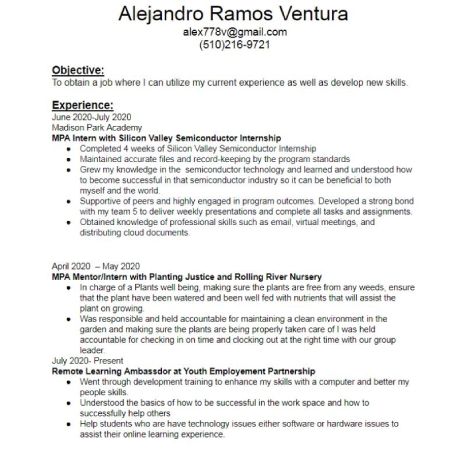 Alejandro Ramos Ventura
alex778v@gmail.com
(510)216-9721
Objective:
To obtain a job where I can utilize my current experience as well as develop new skills.
Experience:
June 2020-July 2020
Madison Park Academy
MPA Intern with Silicon Valley Semiconductor Internship
● Completed 4 weeks of Silicon Valley Semiconductor Internship
● Maintained accurate files and record-keeping by the program standards
● Grew my knowledge in the semiconductor technology and learned and understood how
to become successful in that semiconductor industry so it can be beneficial to both
myself and the world.
● Supportive of peers and highly engaged in program outcomes. Developed a strong bond
with my team 5 to deliver weekly presentations and complete all tasks and assignments.
● Obtained knowledge of professional skills such as email, virtual meetings, and
distributing cloud documents.
April 2020 – May 2020
MPA Mentor/Intern with Planting Justice and Rolling River Nursery
● In charge of a Plants well being, making sure the plants are free from any weeds, ensure
that the plant have been watered and been well fed with nutrients that will assist the
plant on growing.
● Was responsible and held accountable for maintaining a clean environment in the
garden and making sure the plants are being properly taken care of I was held
accountable for checking in on time and clocking out at the right time with our group
leader.
July 2020- Present
Remote Learning Ambassdor at Youth Employement Partnership
● Went through development training to enhance my skills with a computer and better my
people skills.
● Understood the basics of how to be successful in the work space and how to
successfully help others
● Help students who are have technology issues either software or hardware issues to
assist their online learning experience.